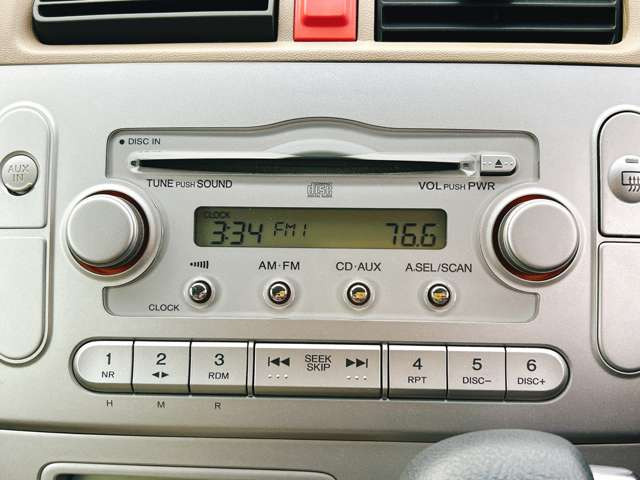 DISC IN
AUX
IN
TUNE PUSH SOUND
VOL PUSH PWR
CLOCK
3:34 FM1 76.6
AM·FM
CD·AUX
A.SEL/SCAN
CLOCK
1 2 3 SEEK SKIP 4 5 6
NR RDM RPT DISC− DISC+
H M R